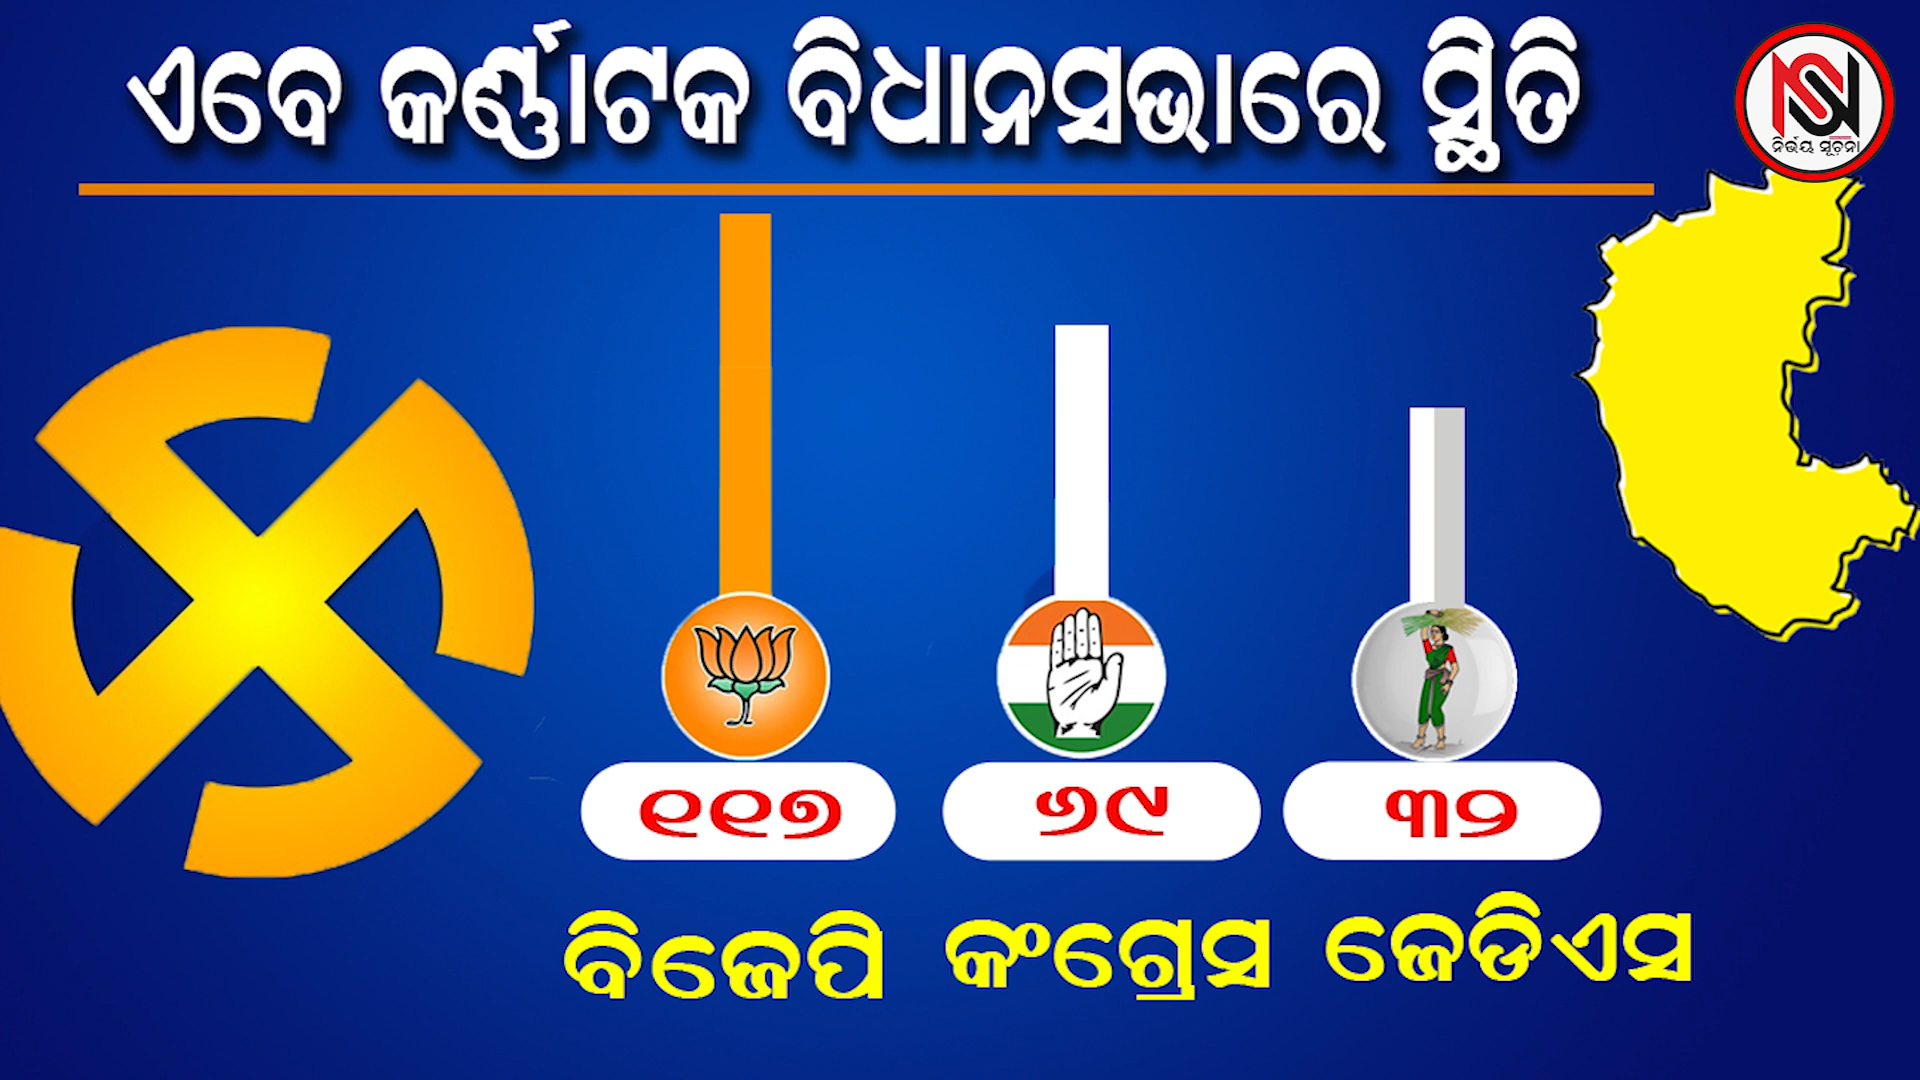 ଏବେ କର୍ଣ୍ଣାଟକ ବିଧାନସଭାରେ ସ୍ଥିତି
ନିର୍ଭୟ ସୂଚନା
୧୧୭ ୬୯ ୩୨
ବିଜେପି କଂଗ୍ରେସ ଜେଡିଏସ